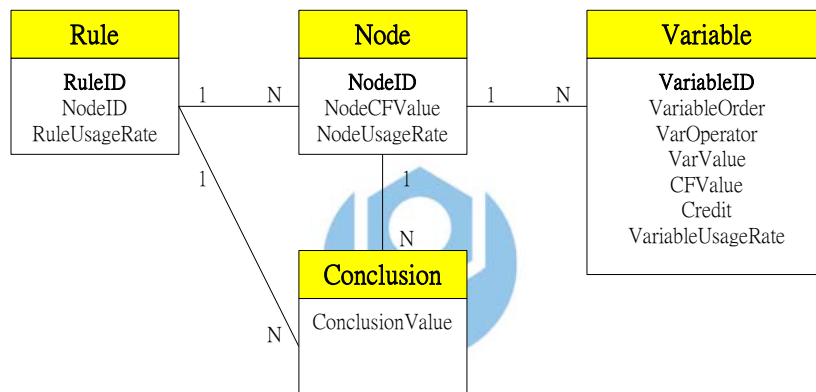 Rule
RuleID
NodeID
RuleUsageRate
1
N
Node
NodeID
NodeCFValue
NodeUsageRate
1
N
Variable
VariableID
VariableOrder
VarOperator
VarValue
CFValue
Credit
VariableUsageRate
1
1
N
N
Conclusion
ConclusionValue